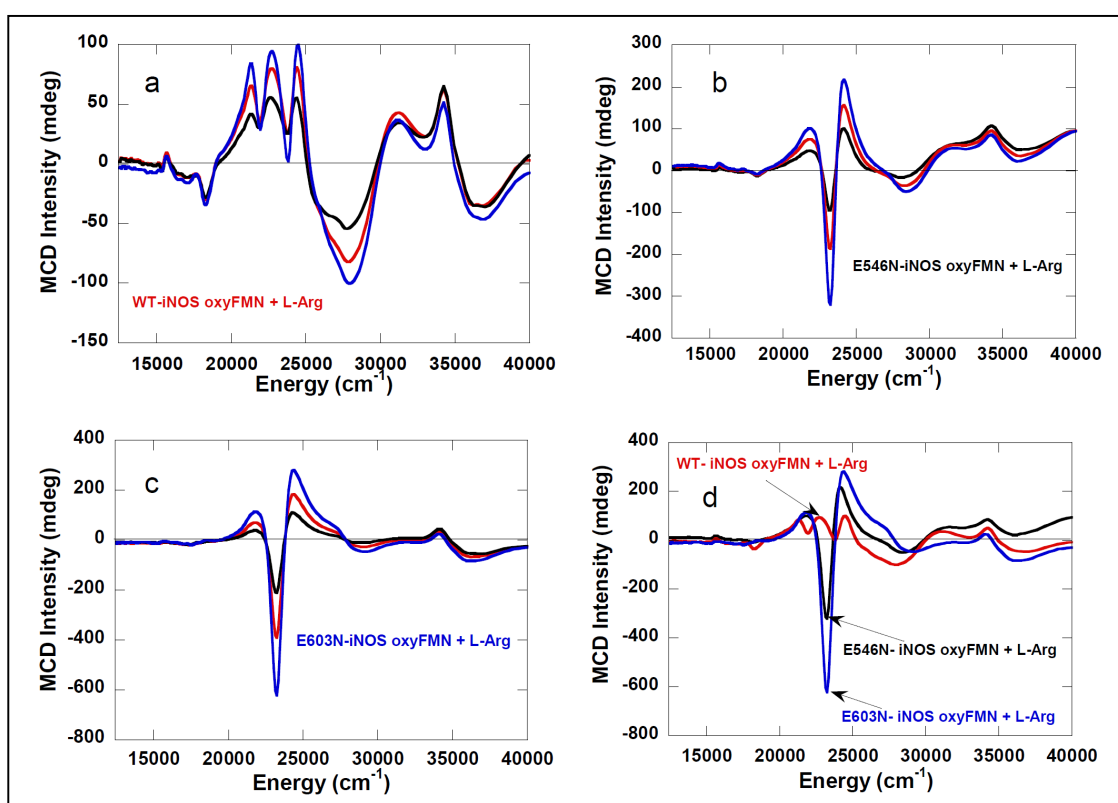 a
MCD Intensity (mdeg)
100
50
0
-50
-100
-150
WT-iNOS oxyFMN + L-Arg
15000 20000 25000 30000 35000 40000
Energy (cm-1)
b
MCD Intensity (mdeg)
300
200
100
0
-100
-200
-300
-400
E546N-iNOS oxyFMN + L-Arg
15000 20000 25000 30000 35000 40000
Energy (cm-1)
c
MCD Intensity (mdeg)
400
200
0
-200
-400
-600
-800
E603N-iNOS oxyFMN + L-Arg
15000 20000 25000 30000 35000 40000
Energy (cm-1)
d
MCD Intensity (mdeg)
400
200
0
-200
-400
-600
-800
WT- iNOS oxyFMN + L-Arg
E546N- iNOS oxyFMN + L-Arg
E603N- iNOS oxyFMN + L-Arg
15000 20000 25000 30000 35000 40000
Energy (cm-1)